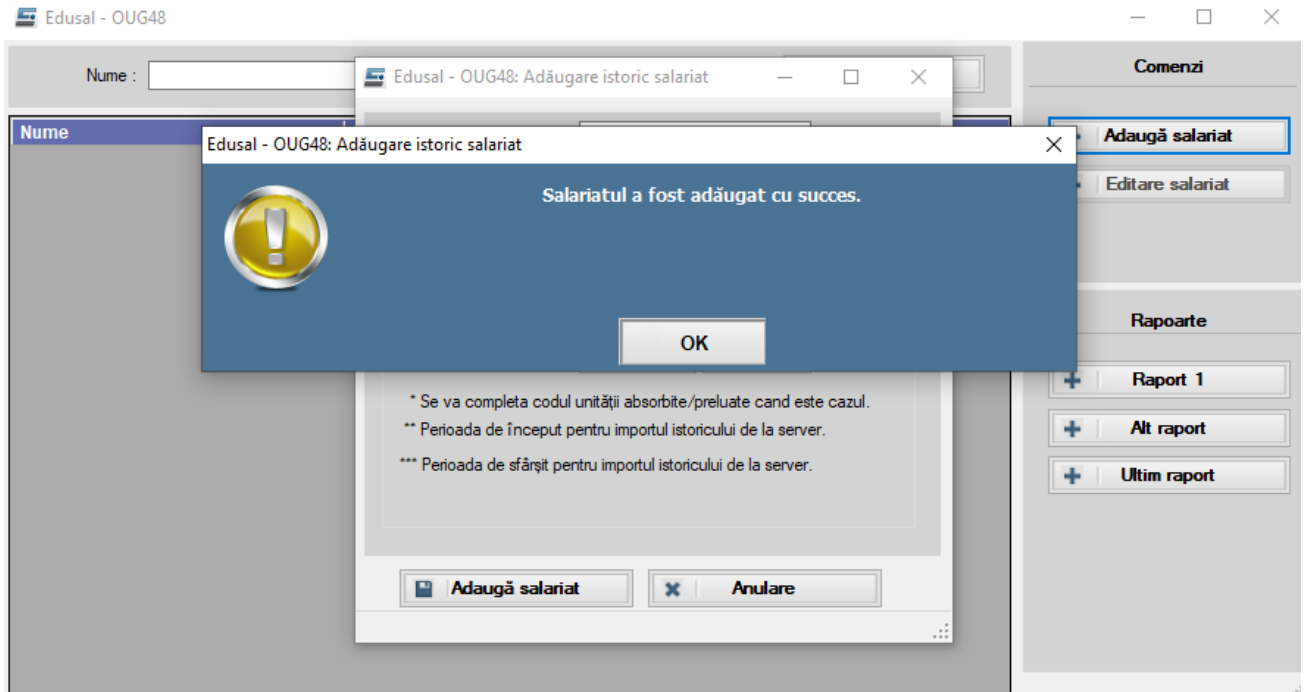 Edusal - OUG48
Nume :
Comenzi
Edusal - OUG48: Adăugare istoric salariat
Nume
Adaugă salariat
Edusal - OUG48: Adăugare istoric salariat
Editare salariat
Salariatul a fost adăugat cu succes.
OK
Rapoarte
Raport 1
* Se va completa codul unității absorbite/preluate cand este cazul.
** Perioada de început pentru importul istoricului de la server.
Alt raport
*** Perioada de sfârșit pentru importul istoricului de la server.
Ultim raport
Adaugă salariat
Anulare